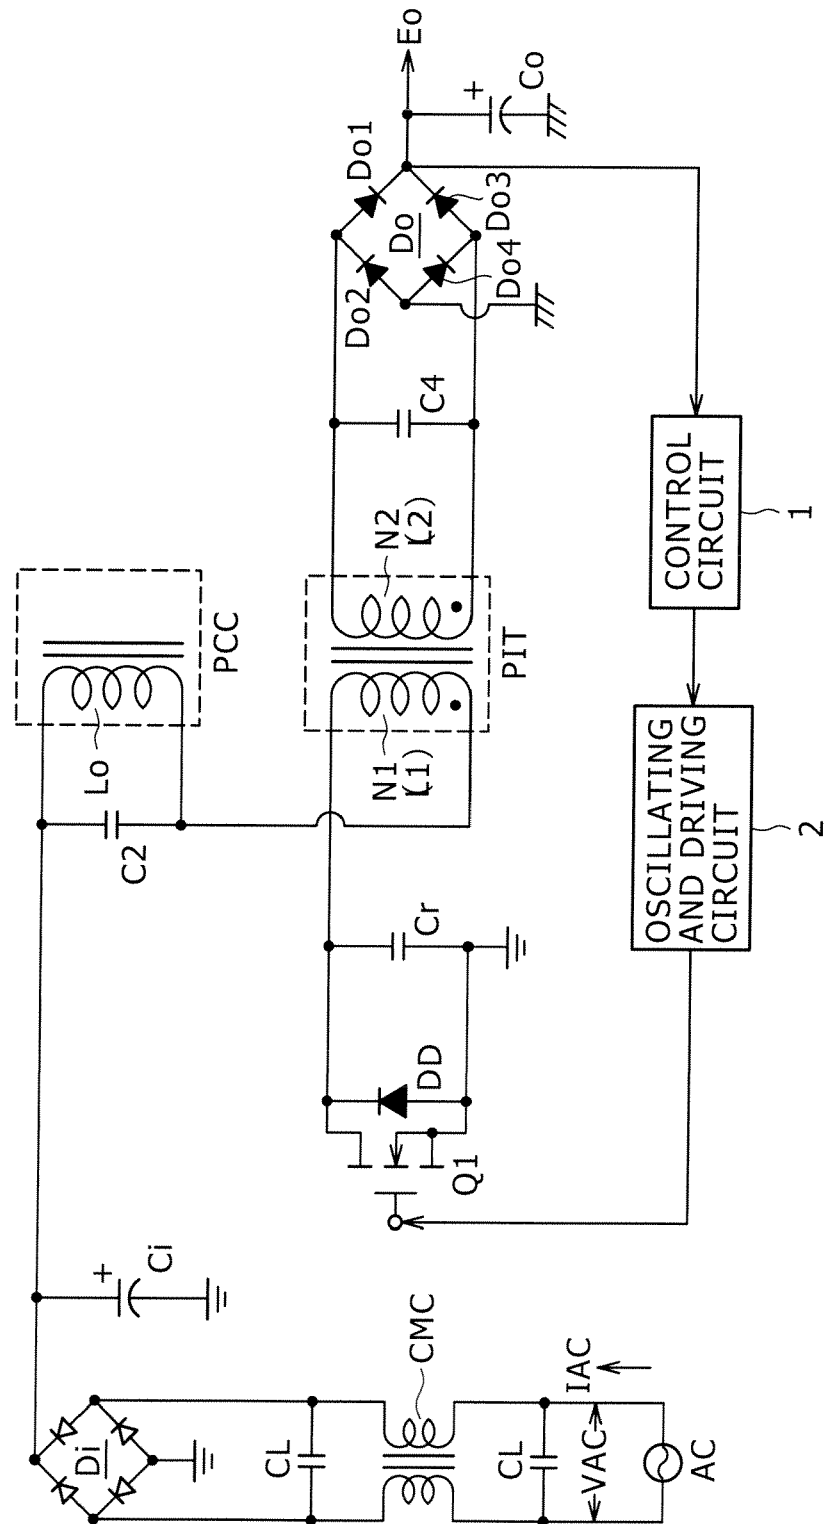 Eo
+
Co
Do1
Do
Do3
Do2
Do4
C4
N2
(L2)
PCC
PIT
Lo
C2
N1
(L1)
Cr
DD
Q1
+
Ci
Di
CL
CMC
CL
IAC
VAC
AC
CONTROL
CIRCUIT
1
OSCILLATING
AND DRIVING
CIRCUIT
2